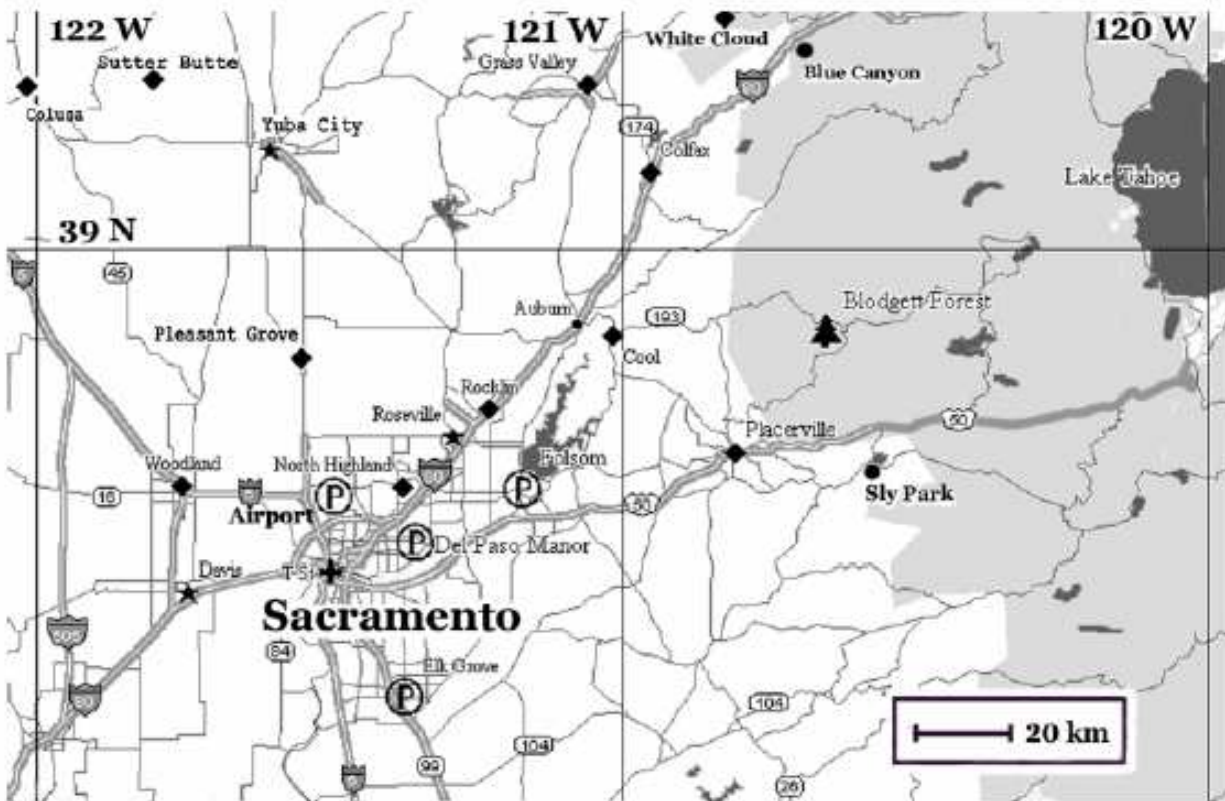 122 W
121 W
120 W
White Cloud
Sutter Butte
Grass Valley
Blue Canyon
Colusa
Yuba City
174
Colfax
Lake Tahoe
39 N
45
Blodgett Forest
Auburn
193
Pleasant Grove
Cool
Rocklin
Roseville
50
Placerville
Woodland
North Highland
Folsom
16
P
P
50
Sly Park
Airport
P
Del Paso Manor
Davis
T-St
Sacramento
505
84
Elk Grove
P
104
20 km
104
99
26